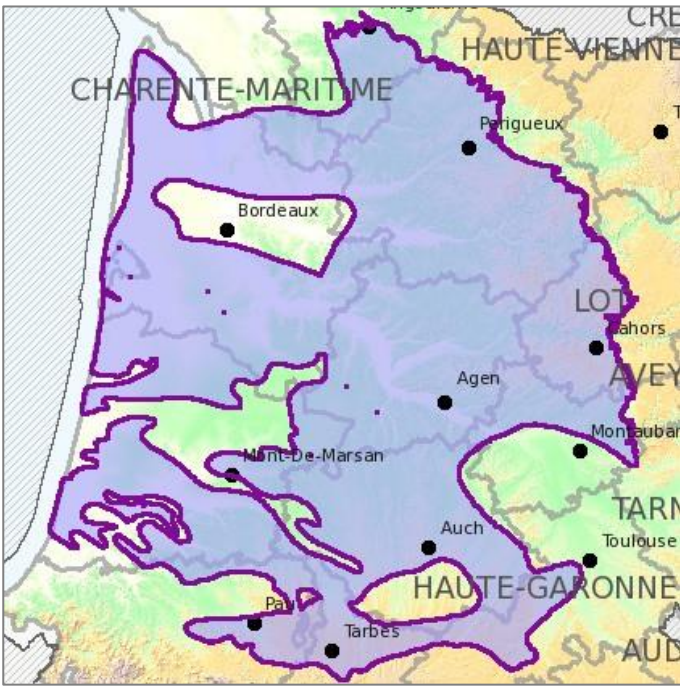 CRE
HAUTE-VIENNE
CHARENTE-MARITIME
Périgueux
T
Bordeaux
LOT
Cahors
AVEY
Agen
Montauban
Mont-De-Marsan
TARN
Auch
Toulouse
HAUTE-GARONNE
Pau
Tarbes
AUD